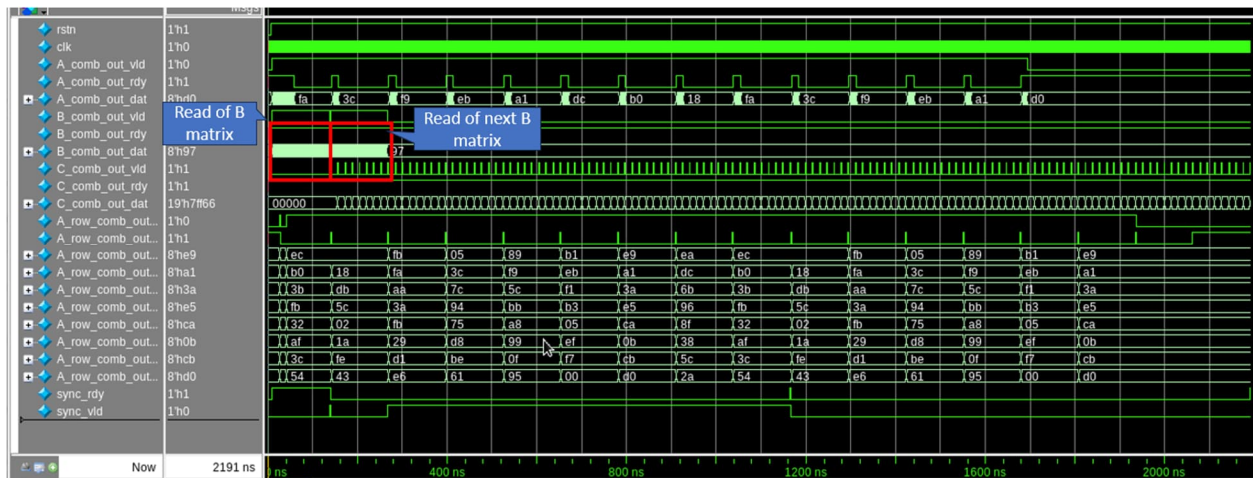 Msgs
rstn 1'h1
clk 1'h0
A_comb_out_vld 1'h0
A_comb_out_rdy 1'h1
A_comb_out_dat 8'hd0 fa 3c f9 eb a1 dc b0 18 fa 3c f9 eb a1 d0
B_comb_out_vld
B_comb_out_rdy
Read of B
matrix
Read of next B
matrix
B_comb_out_dat 8'h97 97
C_comb_out_vld 1'h1
C_comb_out_rdy 1'h1
C_comb_out_dat 19'h7ff66 00000
A_row_comb_out... 1'h0
A_row_comb_out... 1'h1
A_row_comb_out... 8'he9 ec fb 05 89 b1 e9 ea ec fb 05 89 b1 e9
A_row_comb_out... 8'ha1 b0 18 fa 3c f9 eb a1 dc b0 18 fa 3c f9 eb a1
A_row_comb_out... 8'h3a 3b db aa 7c 5c f1 3a 6b 3b db aa 7c 5c f1 3a
A_row_comb_out... 8'he5 fb 5c 3a 94 bb b3 e5 96 fb 5c 3a 94 bb b3 e5
A_row_comb_out... 8'hca 32 02 fb 75 a8 05 ca 8f 32 02 fb 75 a8 05 ca
A_row_comb_out... 8'h0b af 1a 29 d8 99 ef 0b 38 af 1a 29 d8 99 ef 0b
A_row_comb_out... 8'hcb 3c fe d1 be 0f f7 cb 5c 3c fe d1 be 0f f7 cb
A_row_comb_out... 8'hd0 54 43 e6 61 95 00 d0 2a 54 43 e6 61 95 00 d0
sync_rdy 1'h1
sync_vld 1'h0
Now 2191 ns ns 400 ns 800 ns 1200 ns 1600 ns 2000 ns